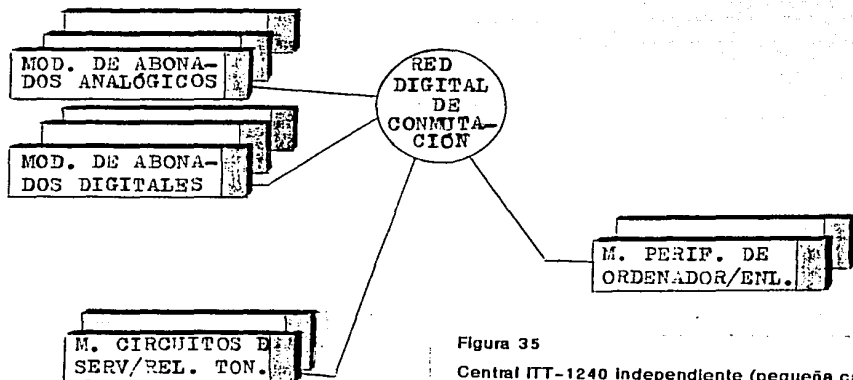 MOD. DE ABONA-
DOS ANALÓGICOS
MOD. DE ABONA-
DOS DIGITALES
RED
DIGITAL
DE
CONMUTA-
CIÓN
M. PERIF. DE
ORDENADOR/ENL.
M. CIRCUITOS D
SERV/REL. TON.
Figura 35
Central ITT-1240 independiente (pequeña